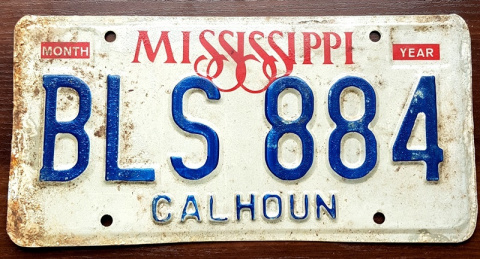 MISSISSIPPI
MONTH YEAR
BLS 884
CALHOUN